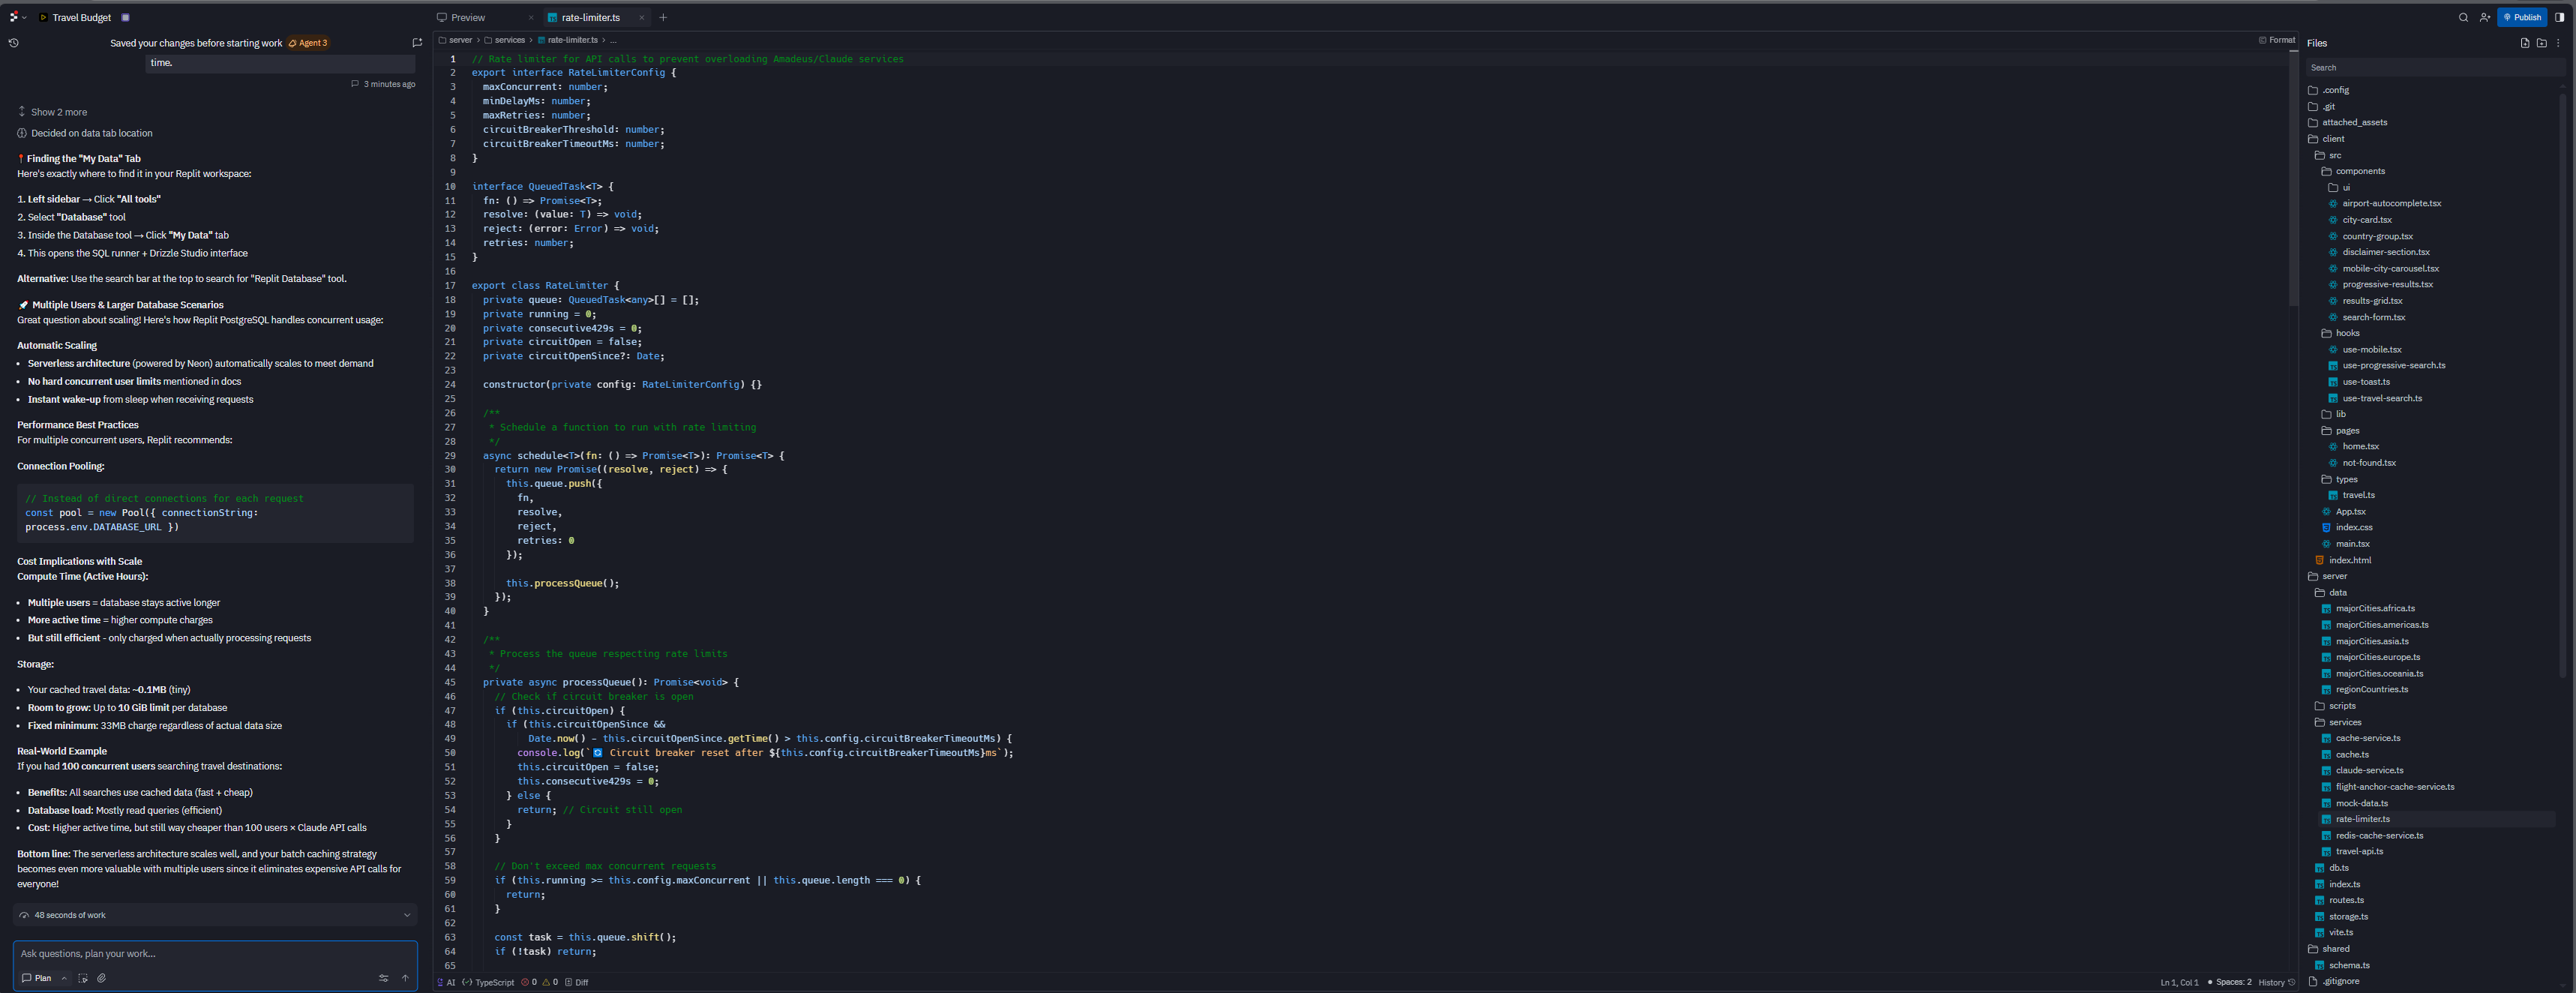 Travel Budget
Preview
rate-limiter.ts
Publish
Saved your changes before starting work Agent 3
time.
3 minutes ago
Show 2 more
Decided on data tab location
📍 Finding the "My Data" Tab
Here's exactly where to find it in your Replit workspace:
1. Left sidebar → Click "All tools"
2. Select "Database" tool
3. Inside the Database tool → Click "My Data" tab
4. This opens the SQL runner + Drizzle Studio interface
Alternative: Use the search bar at the top to search for "Replit Database" tool.
🚀 Multiple Users & Larger Database Scenarios
Great question about scaling! Here's how Replit PostgreSQL handles concurrent usage:
Automatic Scaling
• Serverless architecture (powered by Neon) automatically scales to meet demand
• No hard concurrent user limits mentioned in docs
• Instant wake-up from sleep when receiving requests
Performance Best Practices
For multiple concurrent users, Replit recommends:
Connection Pooling:
// Instead of direct connections for each request
const pool = new Pool({ connectionString:
process.env.DATABASE_URL })
Cost Implications with Scale
Compute Time (Active Hours):
• Multiple users = database stays active longer
• More active time = higher compute charges
• But still efficient - only charged when actually processing requests
Storage:
• Your cached travel data: ~0.1MB (tiny)
• Room to grow: Up to 10 GiB limit per database
• Fixed minimum: 33MB charge regardless of actual data size
Real-World Example
If you had 100 concurrent users searching travel destinations:
• Benefits: All searches use cached data (fast + cheap)
• Database load: Mostly read queries (efficient)
• Cost: Higher active time, but still way cheaper than 100 users × Claude API calls
Bottom line: The serverless architecture scales well, and your batch caching strategy
becomes even more valuable with multiple users since it eliminates expensive API calls for
everyone!
48 seconds of work
Ask questions, plan your work...
Plan
server > services > rate-limiter.ts > ...
Format
1 // Rate limiter for API calls to prevent overloading Amadeus/Claude services
2 export interface RateLimiterConfig {
3 maxConcurrent: number;
4 minDelayMs: number;
5 maxRetries: number;
6 circuitBreakerThreshold: number;
7 circuitBreakerTimeoutMs: number;
8 }
9
10 interface QueuedTask<T> {
11 fn: () => Promise<T>;
12 resolve: (value: T) => void;
13 reject: (error: Error) => void;
14 retries: number;
15 }
16
17 export class RateLimiter {
18 private queue: QueuedTask<any>[] = [];
19 private running = 0;
20 private consecutive429s = 0;
21 private circuitOpen = false;
22 private circuitOpenSince?: Date;
23
24 constructor(private config: RateLimiterConfig) {}
25
26 /**
27 * Schedule a function to run with rate limiting
28 */
29 async schedule<T>(fn: () => Promise<T>): Promise<T> {
30 return new Promise((resolve, reject) => {
31 this.queue.push({
32 fn,
33 resolve,
34 reject,
35 retries: 0
36 });
37
38 this.processQueue();
39 });
40 }
41
42 /**
43 * Process the queue respecting rate limits
44 */
45 private async processQueue(): Promise<void> {
46 // Check if circuit breaker is open
47 if (this.circuitOpen) {
48 if (this.circuitOpenSince &&
49 Date.now() - this.circuitOpenSince.getTime() > this.config.circuitBreakerTimeoutMs) {
50 console.log(`🔄 Circuit breaker reset after ${this.config.circuitBreakerTimeoutMs}ms`);
51 this.circuitOpen = false;
52 this.consecutive429s = 0;
53 } else {
54 return; // Circuit still open
55 }
56 }
57
58 // Don't exceed max concurrent requests
59 if (this.running >= this.config.maxConcurrent || this.queue.length === 0) {
60 return;
61 }
62
63 const task = this.queue.shift();
64 if (!task) return;
65
AI TypeScript 0 0 Diff
Ln 1, Col 1 • Spaces: 2 History
Files
Search
.config
.git
attached_assets
client
src
components
ui
airport-autocomplete.tsx
city-card.tsx
country-group.tsx
disclaimer-section.tsx
mobile-city-carousel.tsx
progressive-results.tsx
results-grid.tsx
search-form.tsx
hooks
use-mobile.tsx
use-progressive-search.ts
use-toast.ts
use-travel-search.ts
lib
pages
home.tsx
not-found.tsx
types
travel.ts
App.tsx
index.css
main.tsx
index.html
server
data
majorCities.africa.ts
majorCities.americas.ts
majorCities.asia.ts
majorCities.europe.ts
majorCities.oceania.ts
regionCountries.ts
scripts
services
cache-service.ts
cache.ts
claude-service.ts
flight-anchor-cache-service.ts
mock-data.ts
rate-limiter.ts
redis-cache-service.ts
travel-api.ts
db.ts
index.ts
routes.ts
storage.ts
vite.ts
shared
schema.ts
.gitignore